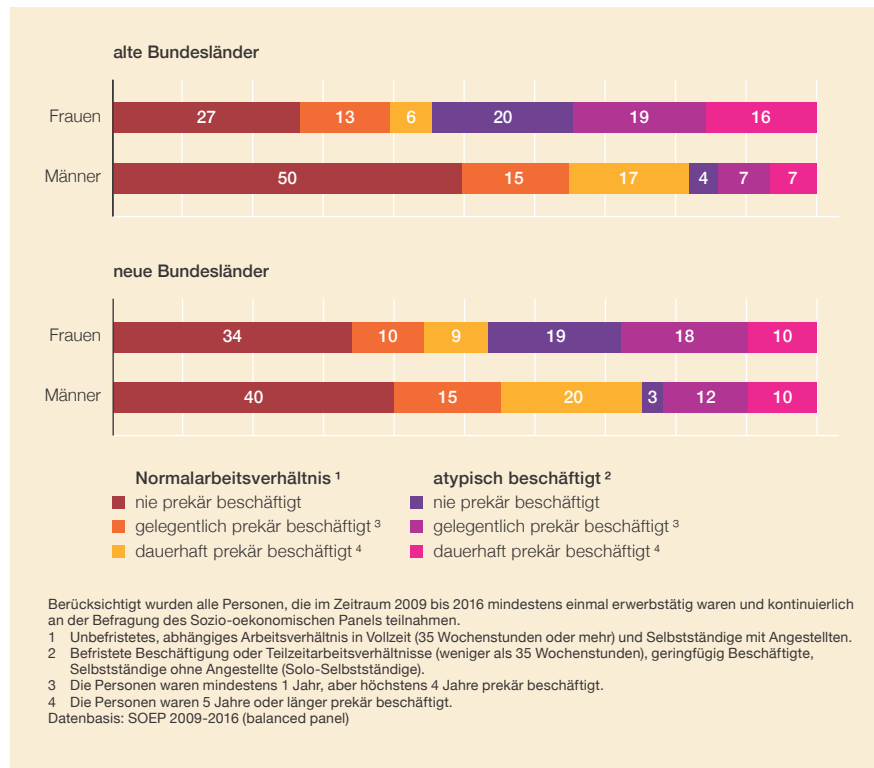 alte Bundesländer
Frauen 27 13 6 20 19 16
Männer 50 15 17 4 7 7
neue Bundesländer
Frauen 34 10 9 19 18 10
Männer 40 15 20 3 12 10
Normalarbeitsverhältnis ¹
nie prekär beschäftigt
gelegentlich prekär beschäftigt ³
dauerhaft prekär beschäftigt ⁴
atypisch beschäftigt ²
nie prekär beschäftigt
gelegentlich prekär beschäftigt ³
dauerhaft prekär beschäftigt ⁴
Berücksichtigt wurden alle Personen, die im Zeitraum 2009 bis 2016 mindestens einmal erwerbstätig waren und kontinuierlich
an der Befragung des Sozio-oekonomischen Panels teilnahmen.
1 Unbefristetes, abhängiges Arbeitsverhältnis in Vollzeit (35 Wochenstunden oder mehr) und Selbstständige mit Angestellten.
2 Befristete Beschäftigung oder Teilzeitarbeitsverhältnisse (weniger als 35 Wochenstunden), geringfügig Beschäftigte,
Selbstständige ohne Angestellte (Solo-Selbstständige).
3 Die Personen waren mindestens 1 Jahr, aber höchstens 4 Jahre prekär beschäftigt.
4 Die Personen waren 5 Jahre oder länger prekär beschäftigt.
Datenbasis: SOEP 2009-2016 (balanced panel)